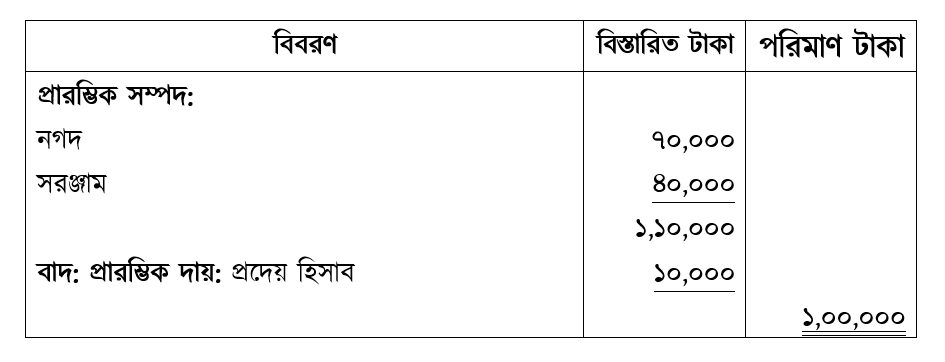 বিবরণ বিস্তারিত টাকা পরিমাণ টাকা
প্রারম্ভিক সম্পদ:
নগদ ৭০,০০০
সরঞ্জাম ৪০,০০০
১,১০,০০০
বাদ: প্রারম্ভিক দায়: প্রদেয় হিসাব ১০,০০০
১,০০,০০০